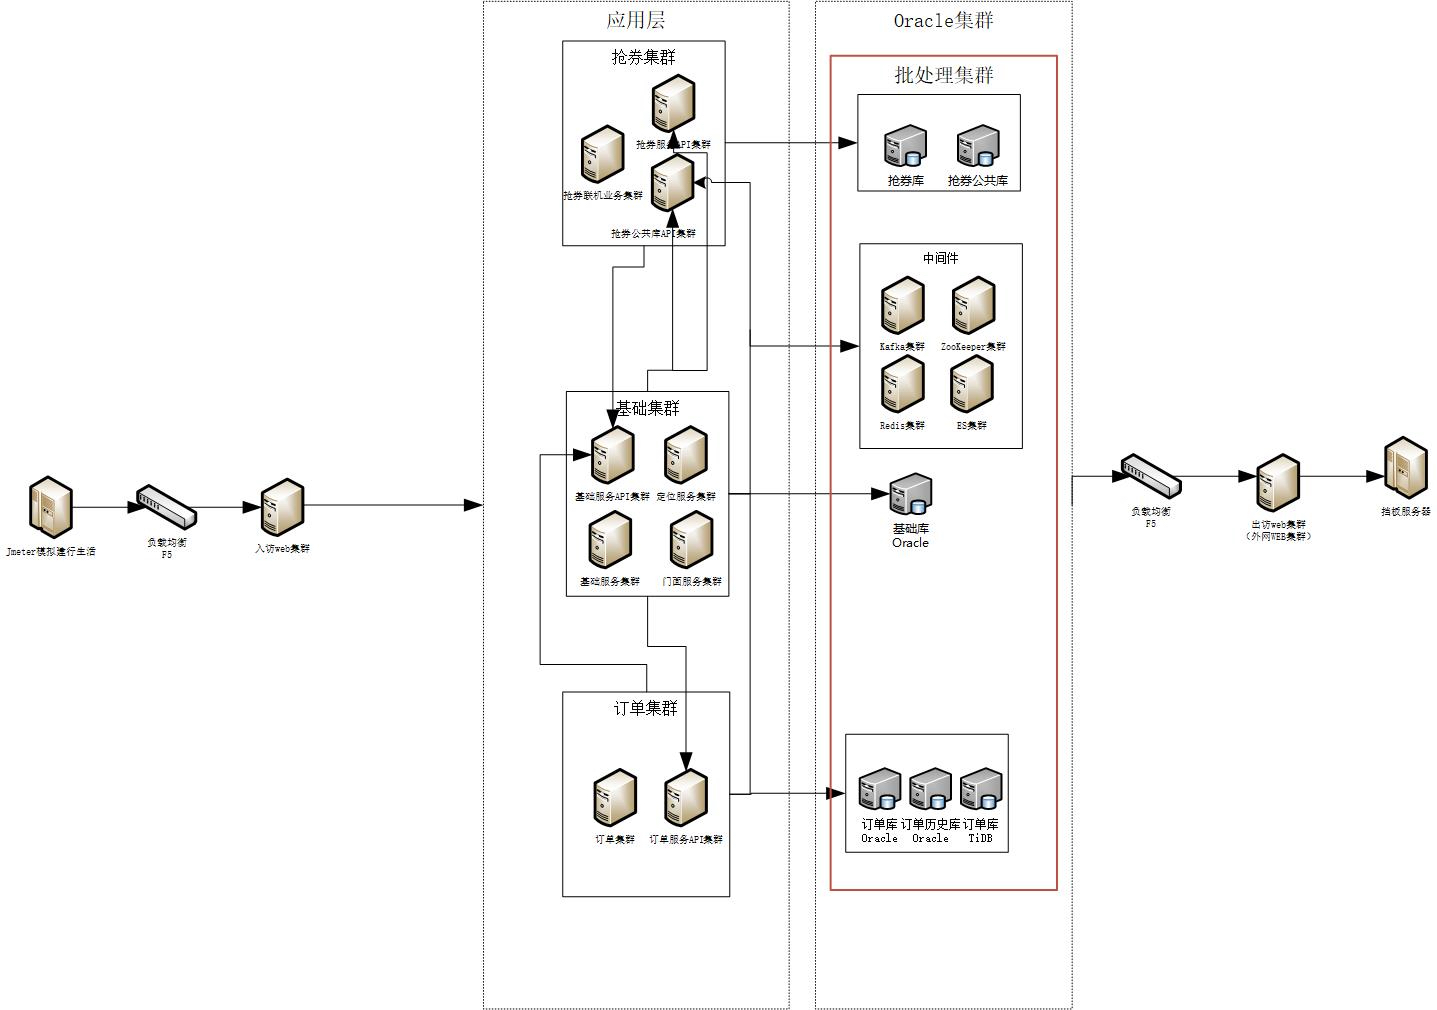 应用层
Oracle集群
抢券集群
抢券服务API集群
抢券联机业务集群
抢券公共库API集群
批处理集群
抢券库
抢券公共库
中间件
Kafka集群
ZooKeeper集群
Redis集群
ES集群
基础集群
基础服务API集群
定位服务集群
基础服务集群
门面服务集群
基础库
Oracle
Jmeter模拟建行生活
负载均衡
F5
入访web集群
负载均衡
F5
出访web集群
（外网WEB集群）
挡板服务器
订单集群
订单集群
订单服务API集群
订单库
Oracle
订单历史库
Oracle
订单库
TiDB